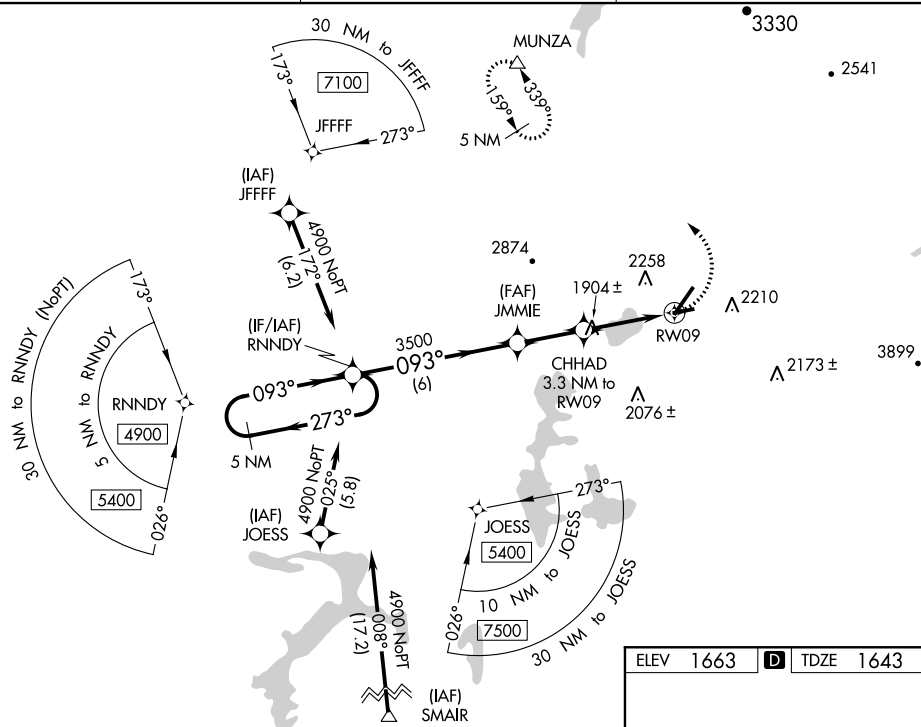 30 NM to JFFFF
7100
173°
JFFFF
273°
MUNZA
159°
339°
5 NM
3330
2541
(IAF)
JFFFF
4900 NoPT
172°
(6.2)
2874
2258
1904 ±
2210
(FAF)
JMMIE
(IF/IAF)
RNNDY
3500
093°
(6)
RW09
CHHAD
3.3 NM to
RW09
2173 ±
3899
2076 ±
30 NM to RNNDY (NoPT)
173°
5 NM to RNNDY
RNNDY
4900
5400
026°
093°
273°
5 NM
4900 NoPT
025°
(5.8)
(IAF)
JOESS
273°
JOESS
5400
10 NM to JOESS
026°
7500
30 NM to JOESS
4900 NoPT
008°
(17.2)
(IAF)
SMAIR
ELEV 1663 D TDZE 1643